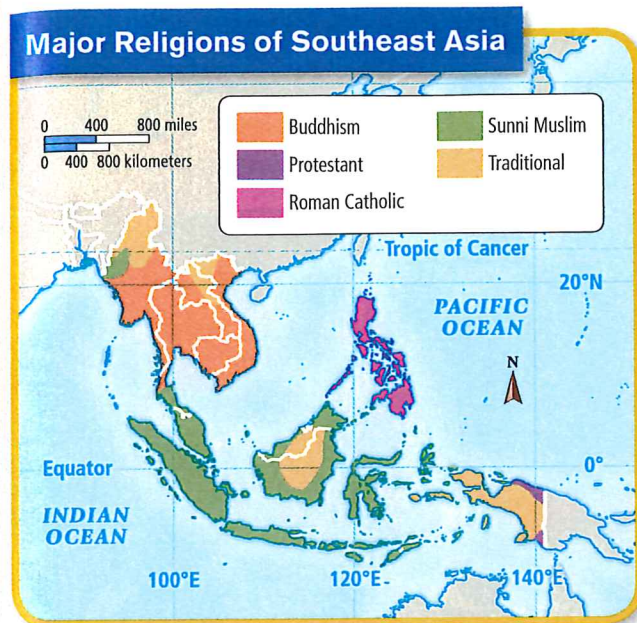 Major Religions of Southeast Asia
0 400 800 miles
0 400 800 kilometers
Buddhism
Protestant
Roman Catholic
Sunni Muslim
Traditional
Tropic of Cancer
20°N
PACIFIC
OCEAN
N
Equator
0°
INDIAN
OCEAN
100°E
120°E
140°E